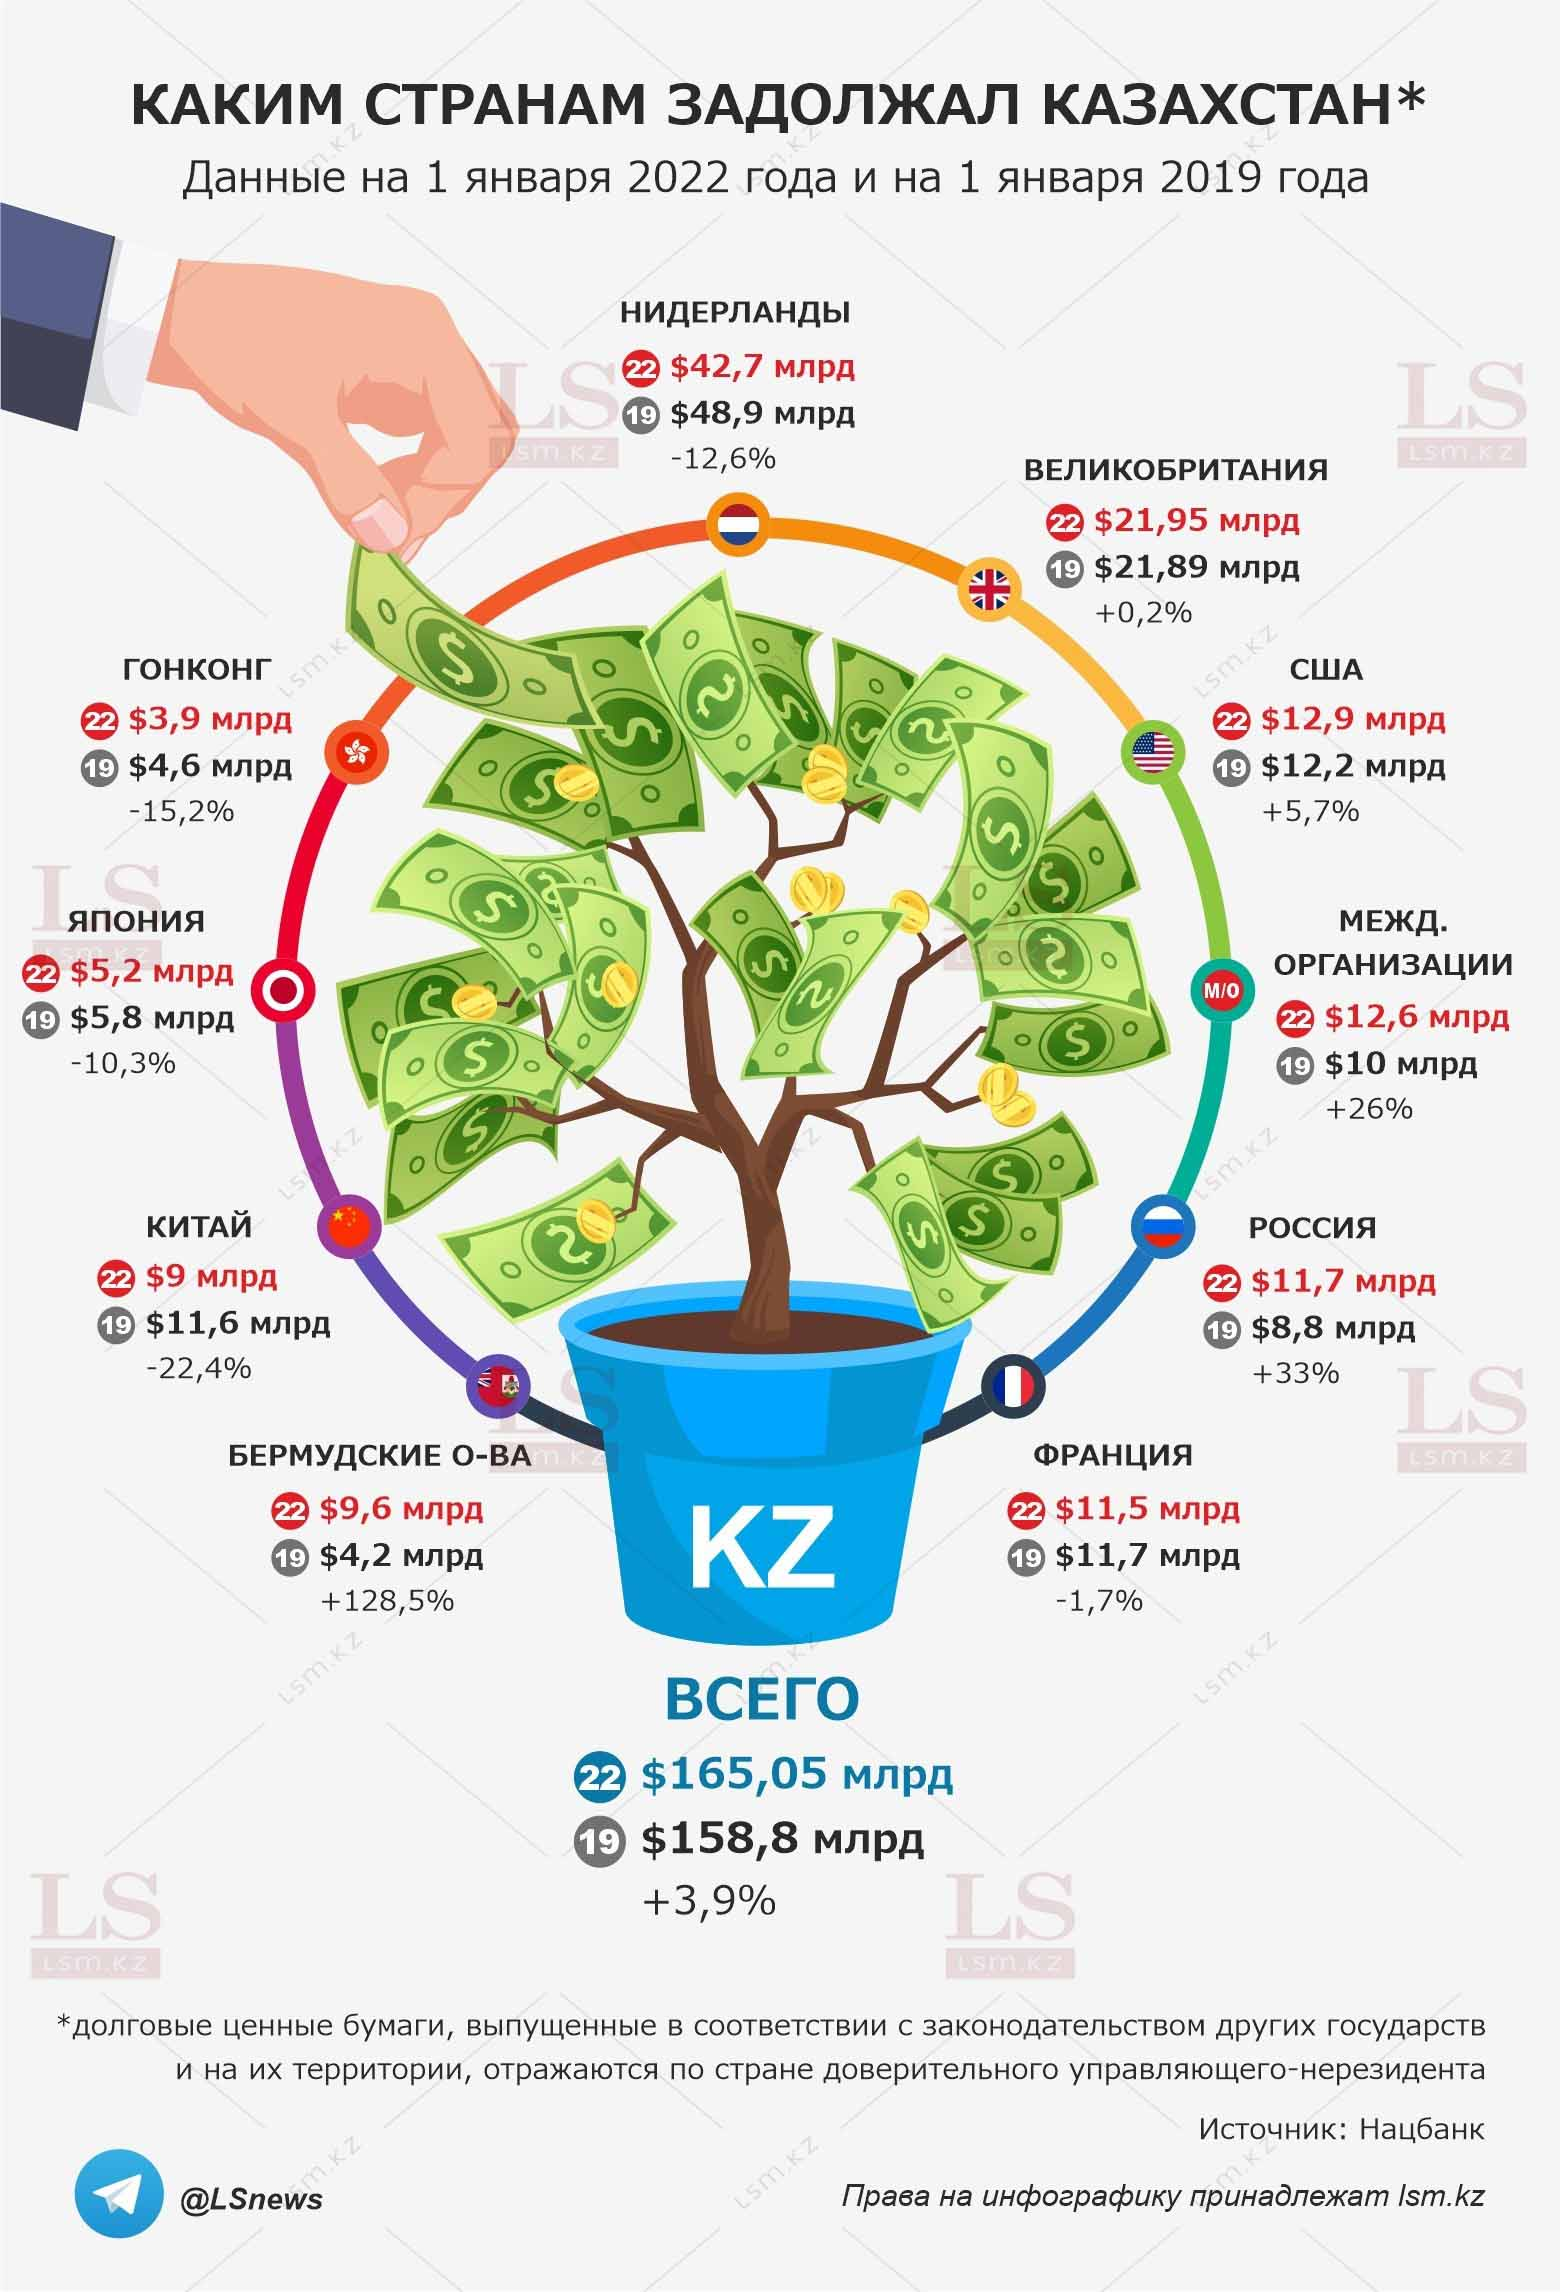 КАКИМ СТРАНАМ ЗАДОЛЖАЛ КАЗАХСТАН*
Данные на 1 января 2022 года и на 1 января 2019 года
НИДЕРЛАНДЫ
22 $42,7 млрд
19 $48,9 млрд
-12,6%
ВЕЛИКОБРИТАНИЯ
22 $21,95 млрд
19 $21,89 млрд
+0,2%
США
22 $12,9 млрд
19 $12,2 млрд
+5,7%
МЕЖД.
ОРГАНИЗАЦИИ
М/О
22 $12,6 млрд
19 $10 млрд
+26%
РОССИЯ
22 $11,7 млрд
19 $8,8 млрд
+33%
ФРАНЦИЯ
22 $11,5 млрд
19 $11,7 млрд
-1,7%
БЕРМУДСКИЕ О-ВА
22 $9,6 млрд
19 $4,2 млрд
+128,5%
КИТАЙ
22 $9 млрд
19 $11,6 млрд
-22,4%
ЯПОНИЯ
22 $5,2 млрд
19 $5,8 млрд
-10,3%
ГОНКОНГ
22 $3,9 млрд
19 $4,6 млрд
-15,2%
KZ
ВСЕГО
22 $165,05 млрд
19 $158,8 млрд
+3,9%
*долговые ценные бумаги, выпущенные в соответствии с законодательством других государств
и на их территории, отражаются по стране доверительного управляющего-нерезидента
Источник: Нацбанк
@LSnews
Права на инфографику принадлежат lsm.kz
LS
lsm.kz